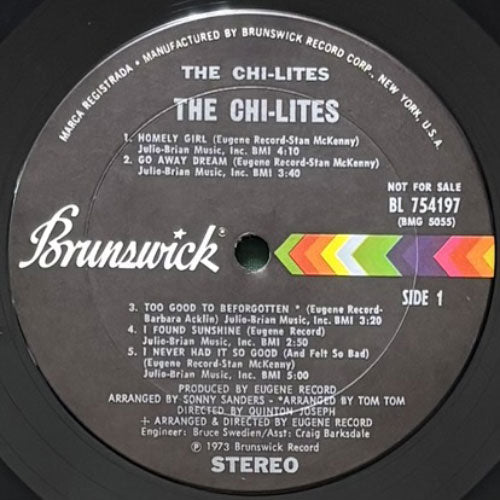 MARCA REGISTRADA • MANUFACTURED BY BRUNSWICK RECORD CORP., NEW YORK, U.S.A.
THE CHI-LITES
THE CHI-LITES
1. HOMELY GIRL (Eugene Record-Stan McKenny)
Julio-Brian Music, Inc. BMI 4:10
2. GO AWAY DREAM (Eugene Record-Stan McKenny)
Julio-Brian Music, Inc. BMI 3:40
NOT FOR SALE
BL 754197
(BMG 5055)
Brunswick®
SIDE 1
3. TOO GOOD TO BEFORGOTTEN * (Eugene Record-
Barbara Acklin) Julio-Brian Music, Inc. BMI 3:20
4. I FOUND SUNSHINE (Eugene Record)
Julio-Brian Music, Inc. BMI 2:50
5. I NEVER HAD IT SO GOOD (And Felt So Bad)
(Eugene Record-Stan McKenny)
Julio-Brian Music, Inc. BMI 5:00
PRODUCED BY EUGENE RECORD
ARRANGED BY SONNY SANDERS - *ARRANGED BY TOM TOM
DIRECTED BY QUINTON JOSEPH
+ ARRANGED & DIRECTED BY EUGENE RECORD
Engineer: Bruce Swedien/Asst: Craig Barksdale
℗ 1973 Brunswick Record
STEREO